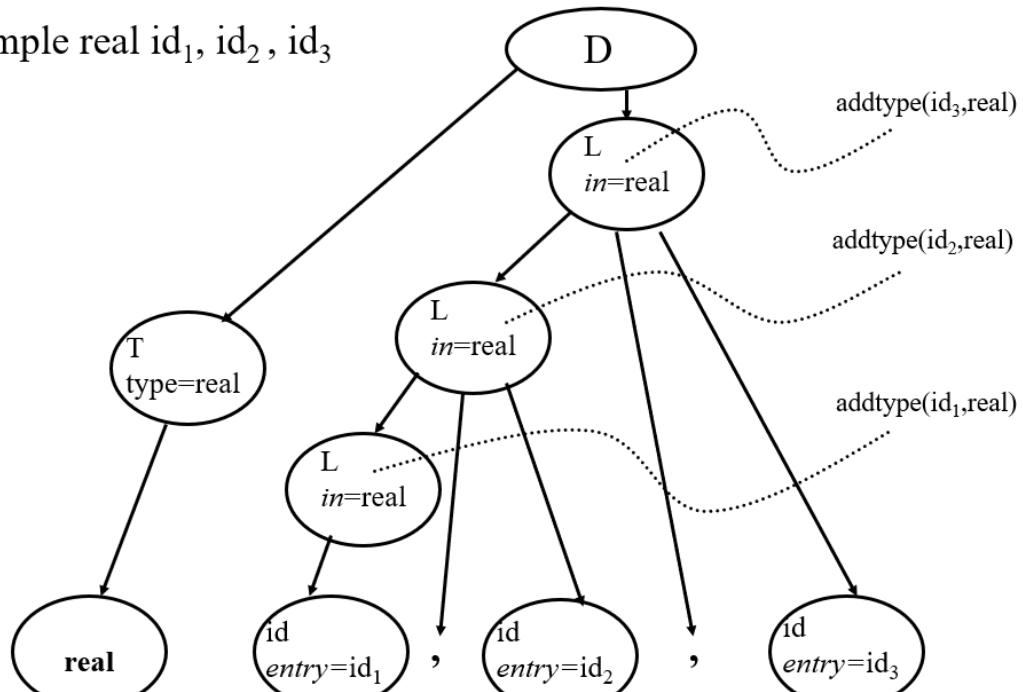 mple real id₁, id₂ , id₃
D
addtype(id₃,real)
L
in=real
addtype(id₂,real)
L
in=real
T
type=real
addtype(id₁,real)
L
in=real
real
id
entry=id₁
,
id
entry=id₂
,
id
entry=id₃